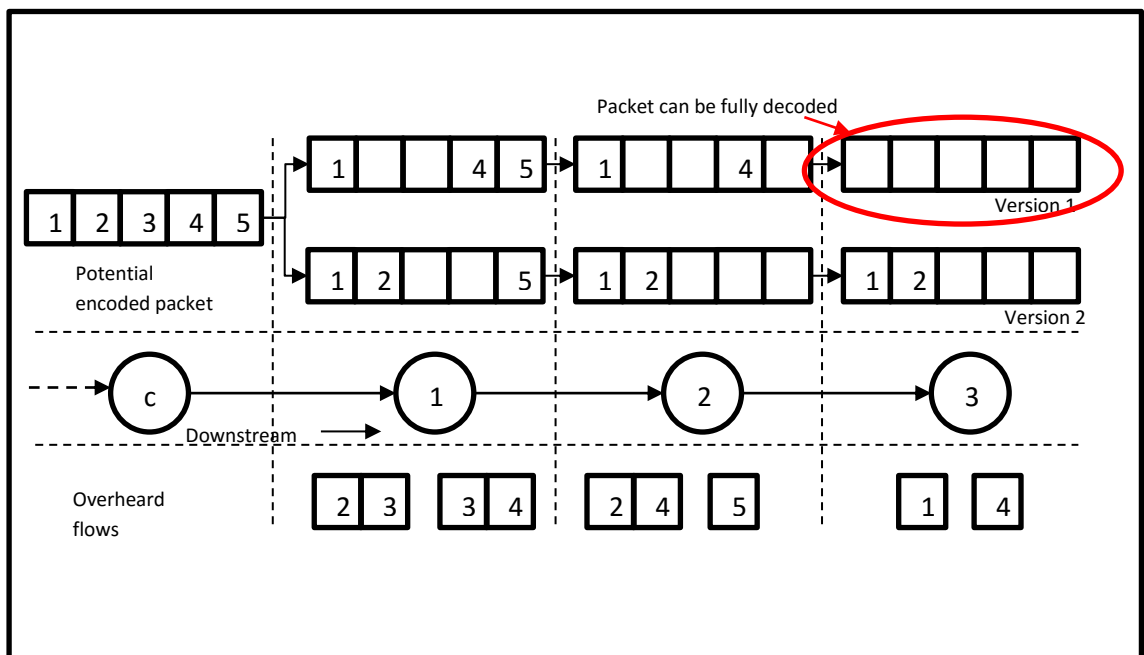 Packet can be fully decoded
1 4 5
1 4
Version 1
1 2 3 4 5
Potential
encoded packet
1 2 5
1 2
1 2
Version 2
c
1
2
3
Downstream
Overheard
flows
2 3
3 4
2 4
5
1
4